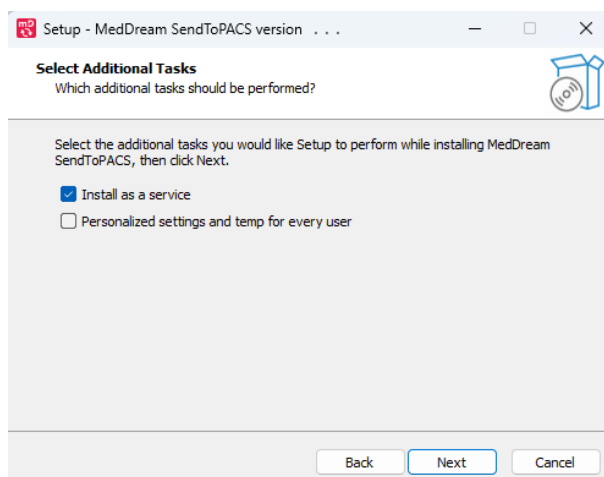 mD
Setup - MedDream SendToPACS version . . .
Select Additional Tasks
Which additional tasks should be performed?
Select the additional tasks you would like Setup to perform while installing MedDream
SendToPACS, then click Next.
Install as a service
Personalized settings and temp for every user
Back Next Cancel